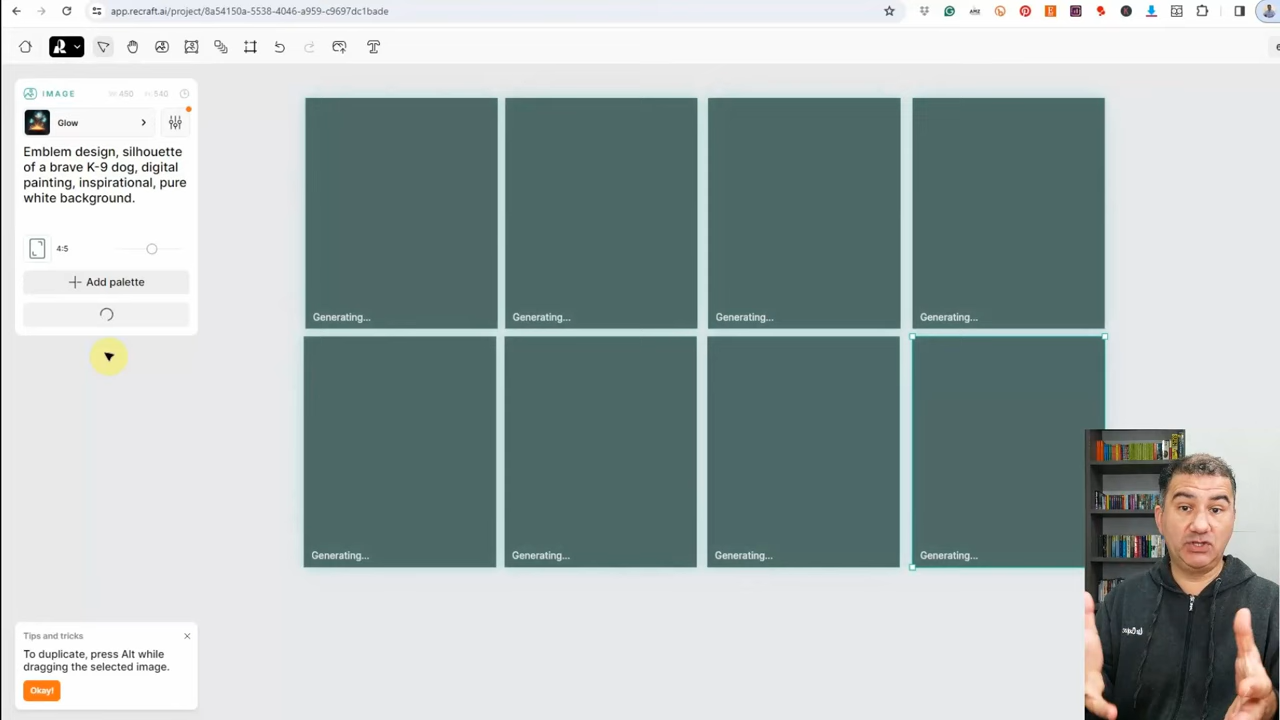 app.recraft.ai/project/8a54150a-5538-4046-a959-c9697dc1bade
IMAGE
W 450 H 540
Glow
Emblem design, silhouette
of a brave K-9 dog, digital
painting, inspirational, pure
white background.
4:5
Add palette
Generating...
Generating...
Generating...
Generating...
Generating...
Generating...
Generating...
Generating...
Tips and tricks
To duplicate, press Alt while
dragging the selected image.
Okay!